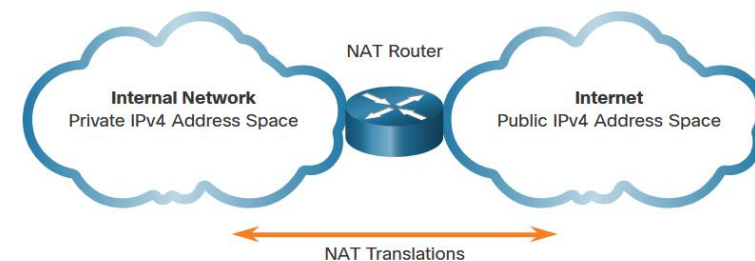 NAT Router
Internal Network
Private IPv4 Address Space
Internet
Public IPv4 Address Space
NAT Translations